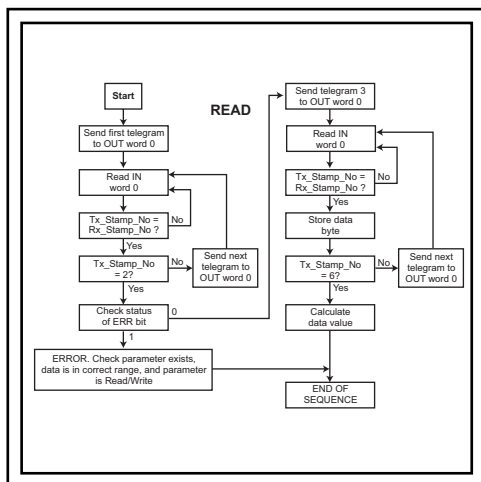 Start
READ
Send first telegram
to OUT word 0
Read IN
word 0
Tx_Stamp_No =
Rx_Stamp_No ?
No
Yes
Tx_Stamp_No
= 2?
No
Send next
telegram to
OUT word 0
Yes
Check status
of ERR bit
0
1
ERROR. Check parameter exists,
data is in correct range, and parameter
is Read/Write
Send telegram 3
to OUT word 0
Read IN
word 0
Tx_Stamp_No =
Rx_Stamp_No ?
No
Yes
Store data
byte
Tx_Stamp_No
= 6?
No
Send next
telegram to
OUT word 0
Yes
Calculate
data value
END OF
SEQUENCE